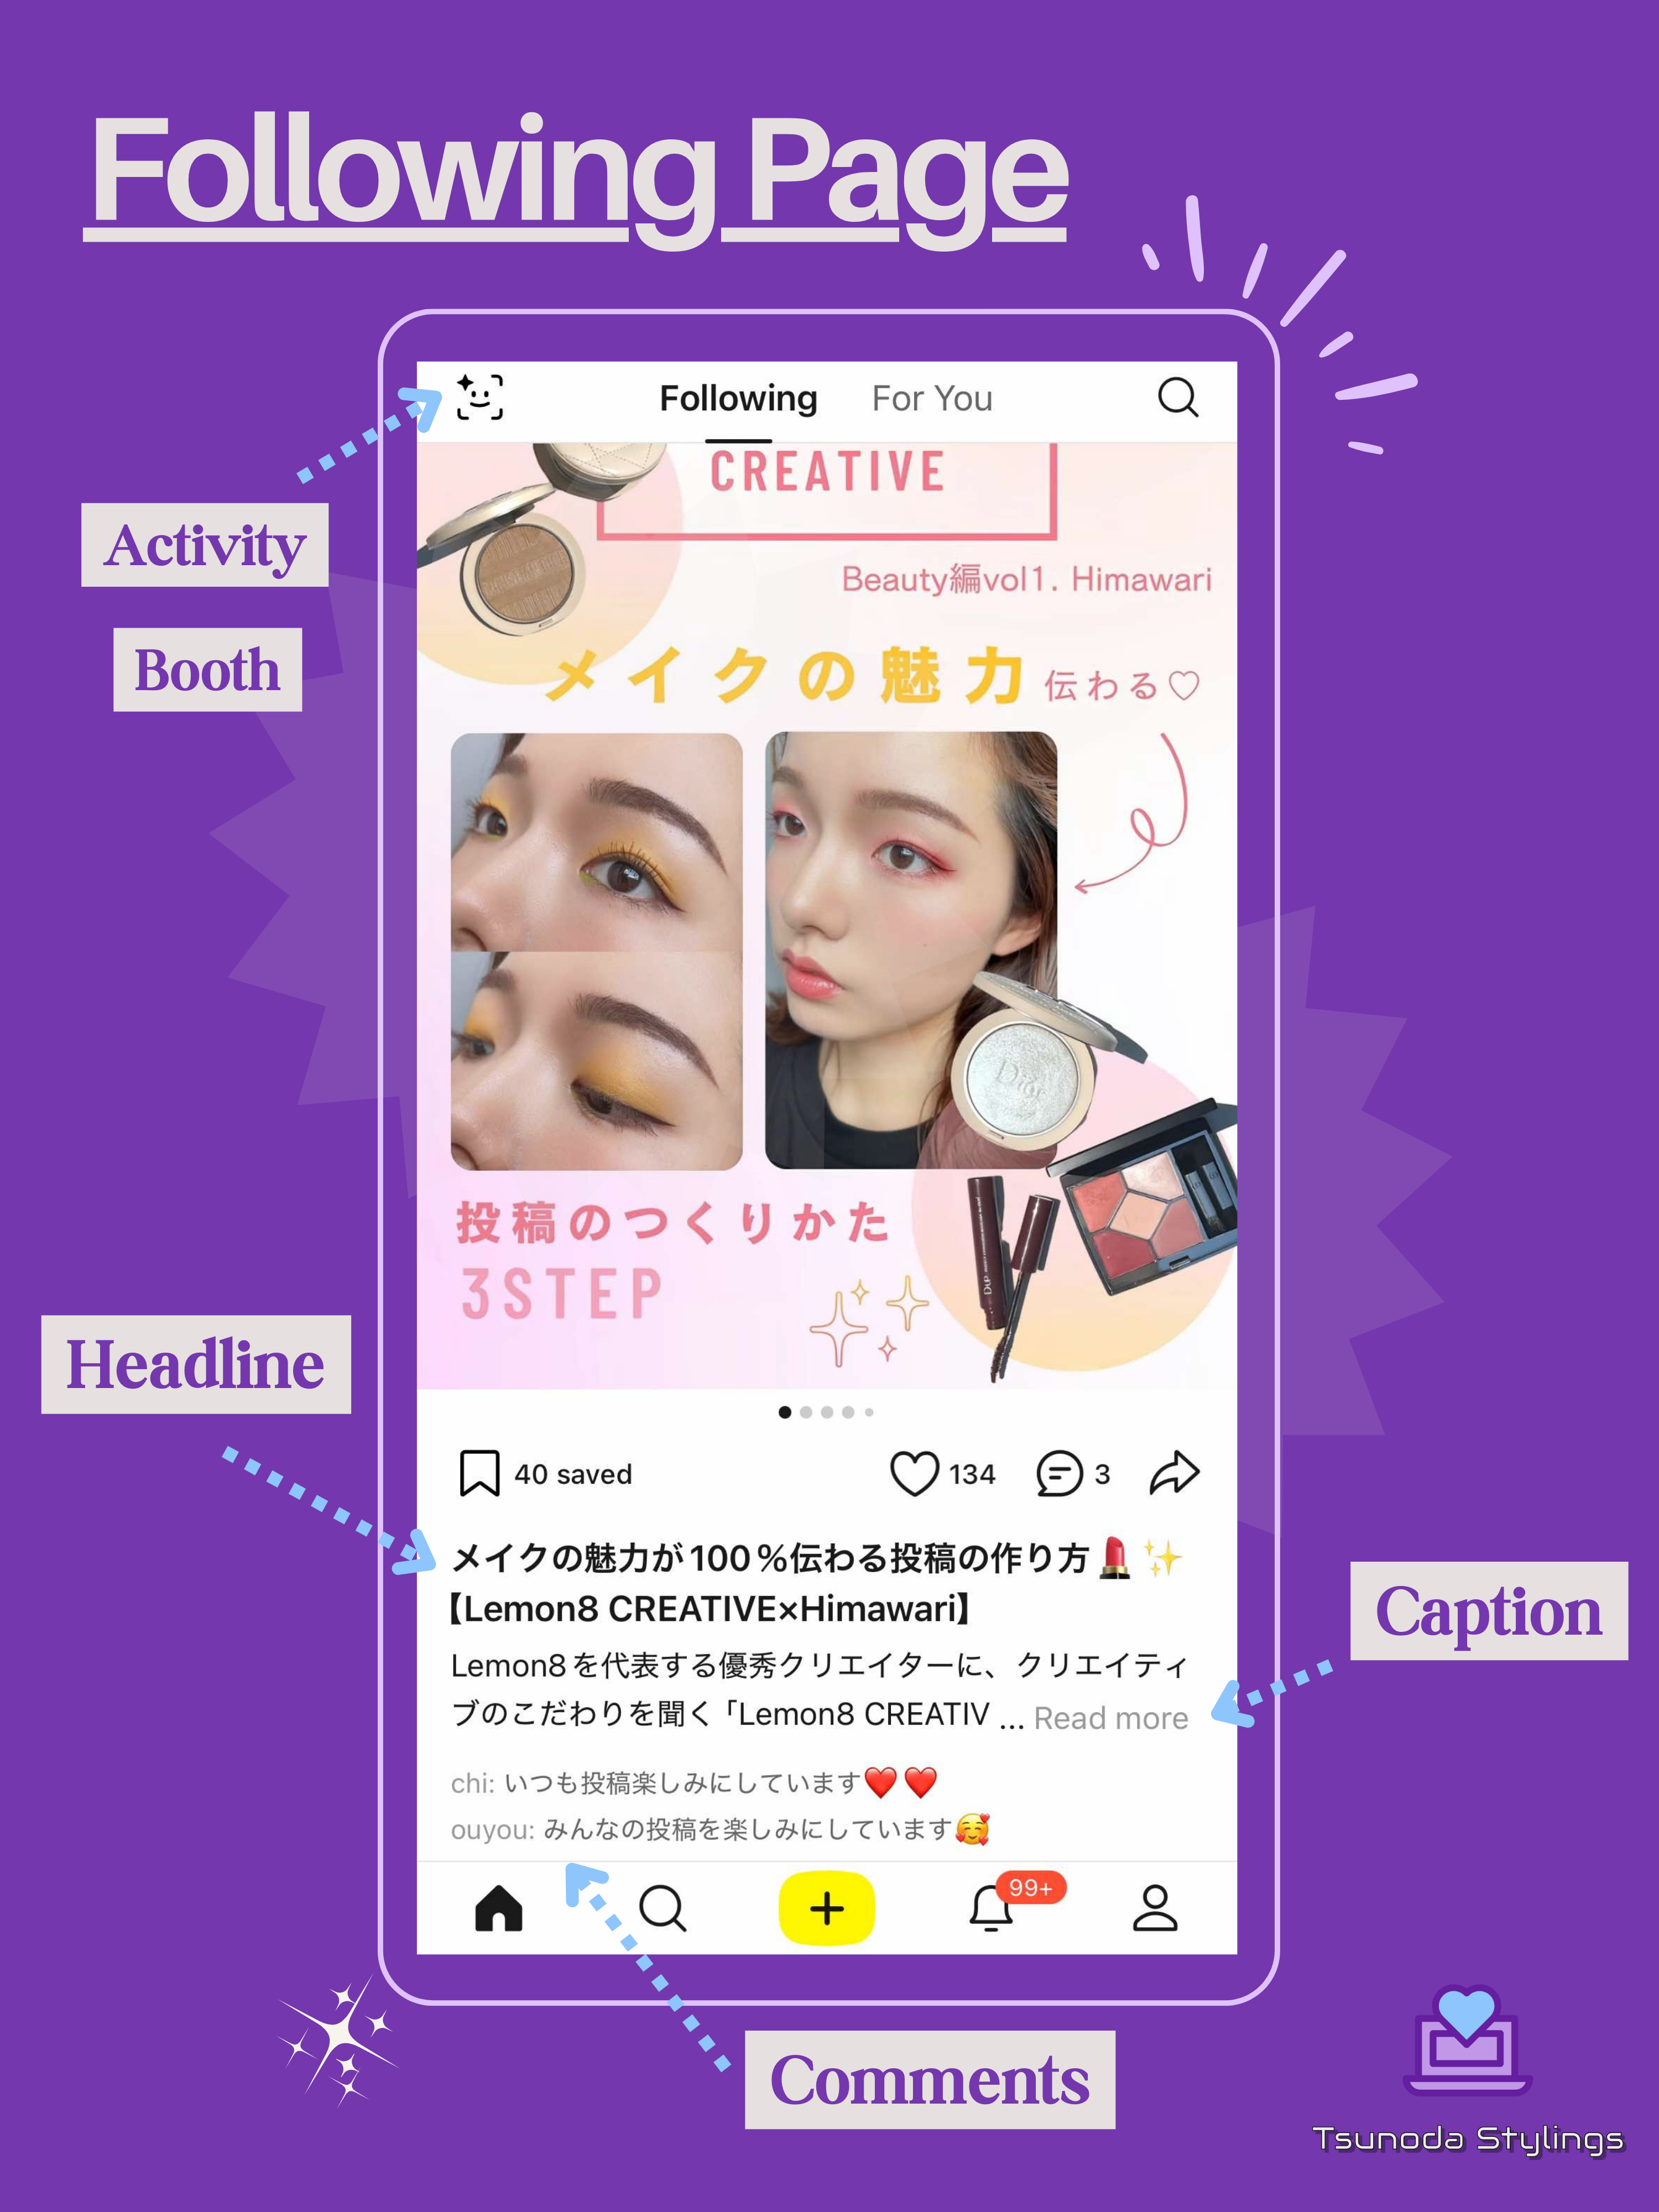 Following Page
Following For You
Activity
Booth
CREATIVE
Beauty編vol1. Himawari
メイクの魅力 伝わる♡
Dior
投稿のつくりかた
3STEP
D-UP
Headline
40 saved 134 3
メイクの魅力が100%伝わる投稿の作り方💄✨
【Lemon8 CREATIVE×Himawari】
Caption
Lemon8を代表する優秀クリエイターに、クリエイティ
ブのこだわりを聞く「Lemon8 CREATIV ... Read more
chi: いつも投稿楽しみにしています❤️❤️
ouyou: みんなの投稿を楽しみにしています🥰
99+
Comments
Tsunoda Stylings